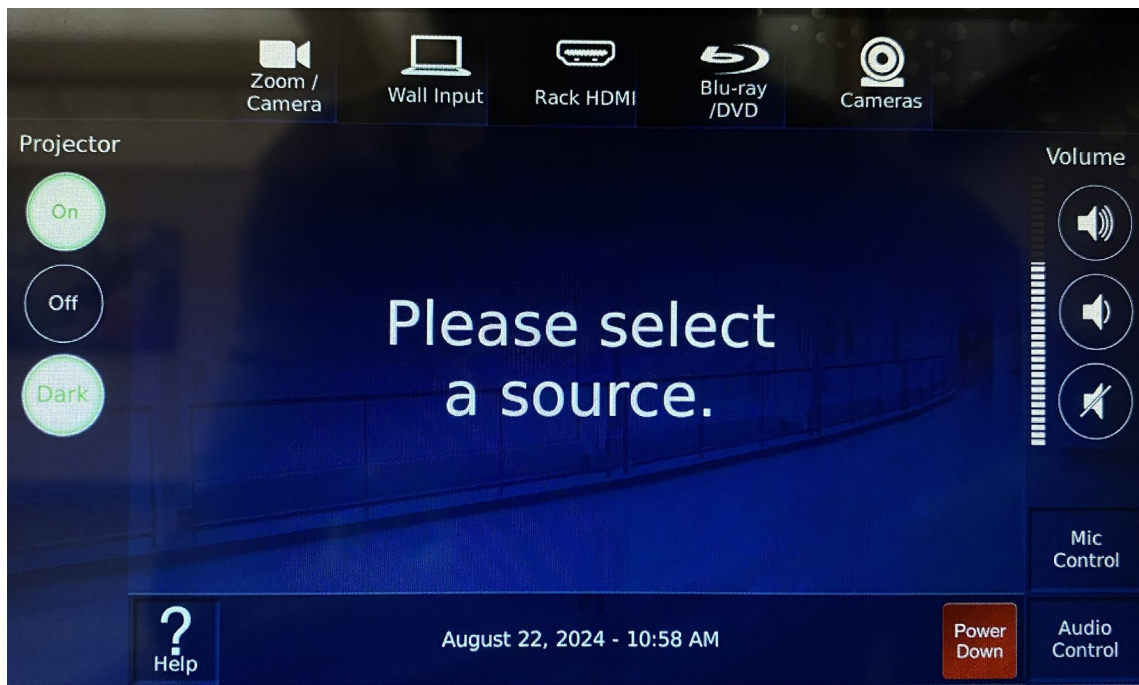 Zoom /
Camera
Wall Input
Rack HDMI
Blu-ray
/DVD
Cameras
Projector
On
Off
Dark
Please select
a source.
Volume
Mic
Control
Help
August 22, 2024 - 10:58 AM
Power
Down
Audio
Control